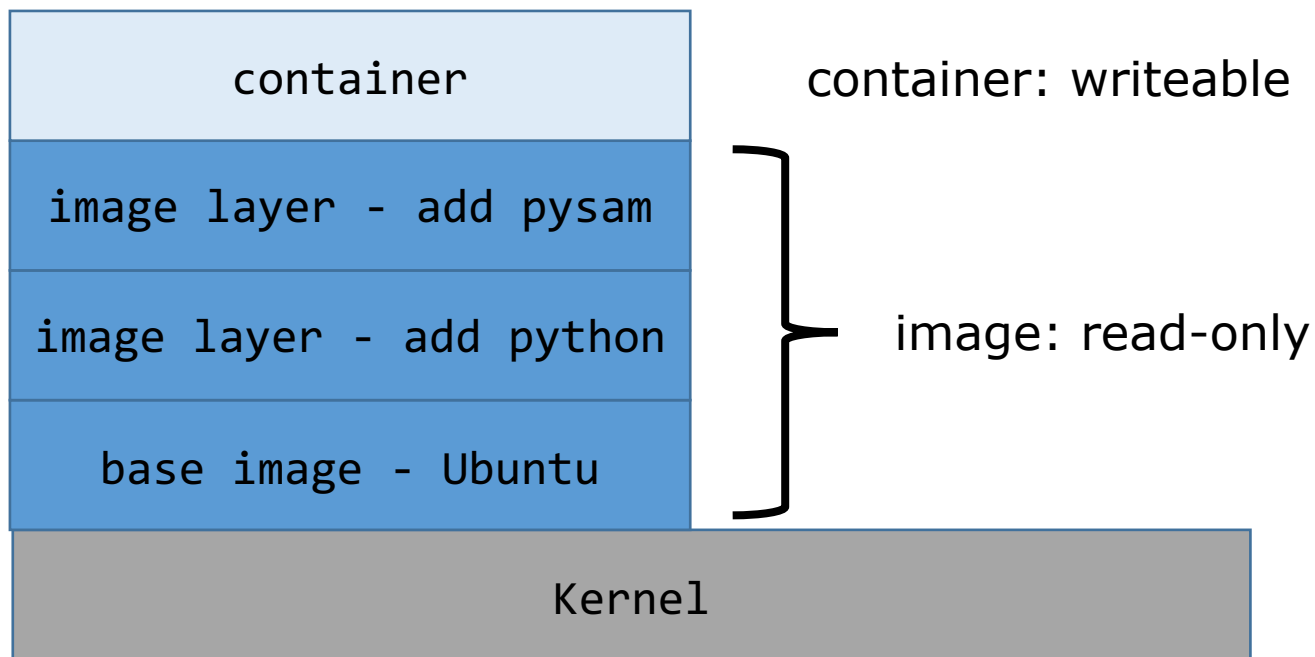 container
container: writeable
image layer - add pysam
image layer - add python
image: read-only
base image - Ubuntu
Kernel